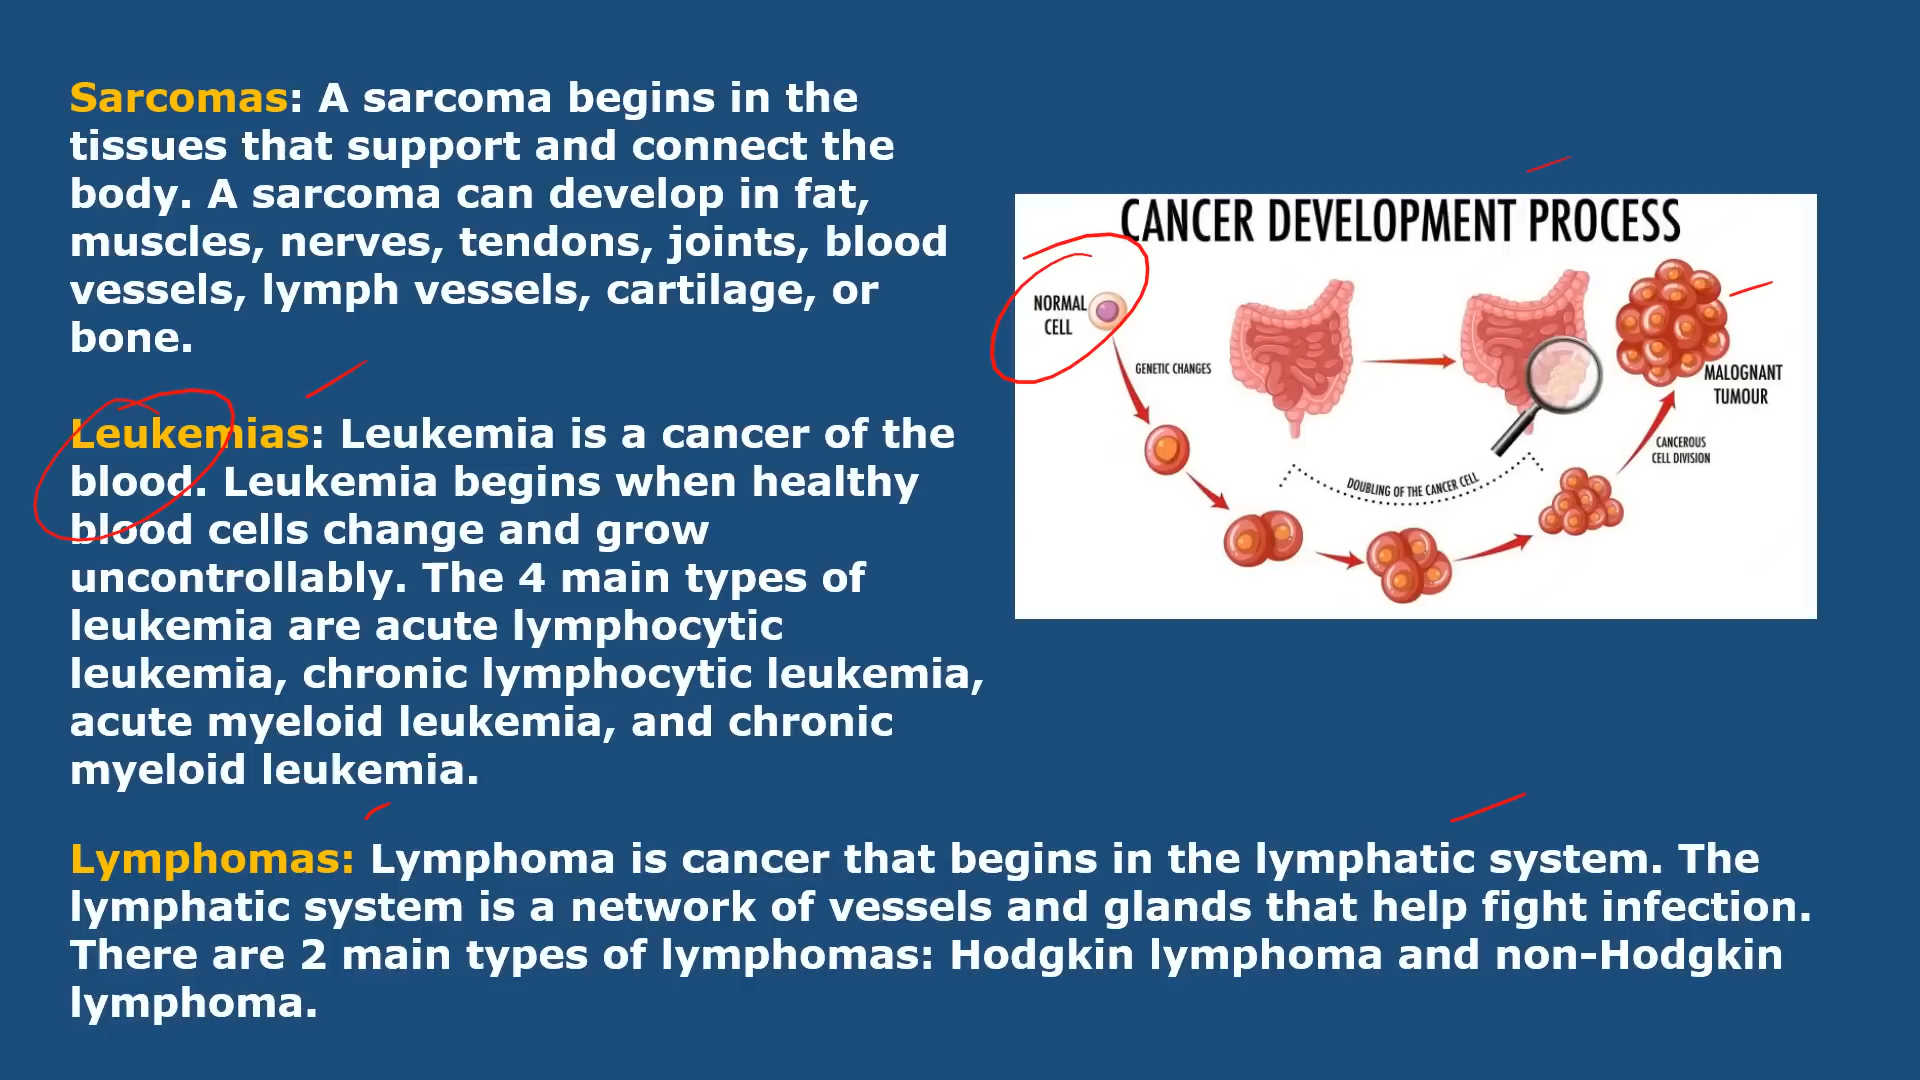 Sarcomas: A sarcoma begins in the
tissues that support and connect the
body. A sarcoma can develop in fat,
muscles, nerves, tendons, joints, blood
vessels, lymph vessels, cartilage, or
bone.
Leukemias: Leukemia is a cancer of the
blood. Leukemia begins when healthy
blood cells change and grow
uncontrollably. The 4 main types of
leukemia are acute lymphocytic
leukemia, chronic lymphocytic leukemia,
acute myeloid leukemia, and chronic
myeloid leukemia.
Lymphomas: Lymphoma is cancer that begins in the lymphatic system. The
lymphatic system is a network of vessels and glands that help fight infection.
There are 2 main types of lymphomas: Hodgkin lymphoma and non-Hodgkin
lymphoma.
CANCER DEVELOPMENT PROCESS
NORMAL
CELL
GENETIC CHANGES
DOUBLING OF THE CANCER CELL
CANCEROUS
CELL DIVISION
MALOGNANT
TUMOUR